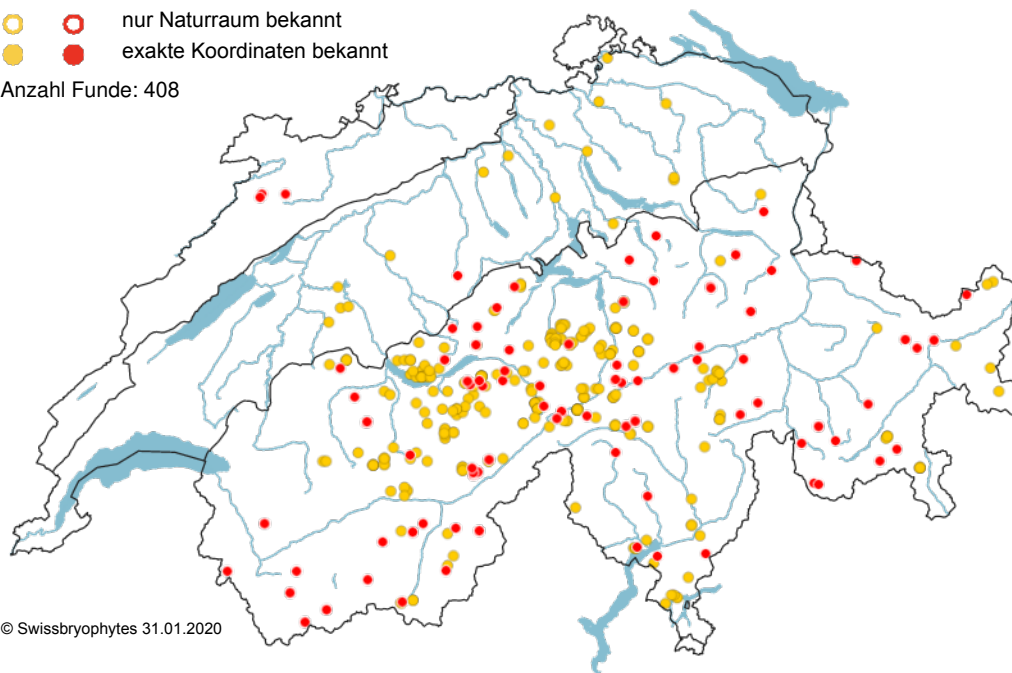 nur Naturraum bekannt
exakte Koordinaten bekannt
Anzahl Funde: 408
© Swissbryophytes 31.01.2020